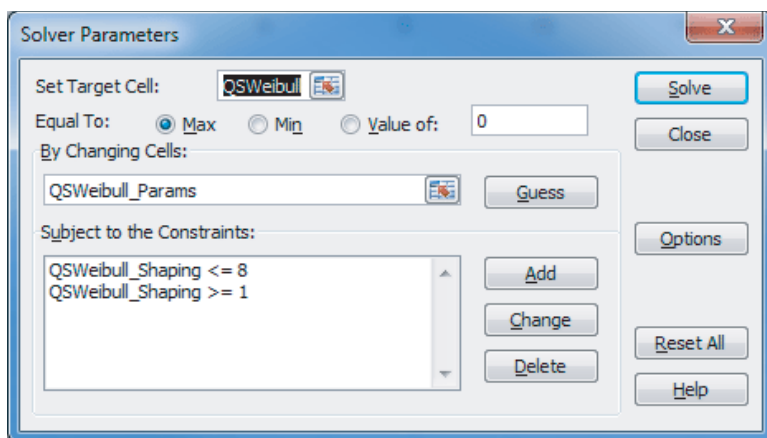 Solver Parameters
Set Target Cell: QSWeibull
Solve
Equal To: Max Min Value of: 0
Close
By Changing Cells:
QSWeibull_Params
Guess
Subject to the Constraints:
Options
QSWeibull_Shaping <= 8
Add
QSWeibull_Shaping >= 1
Change
Reset All
Delete
Help